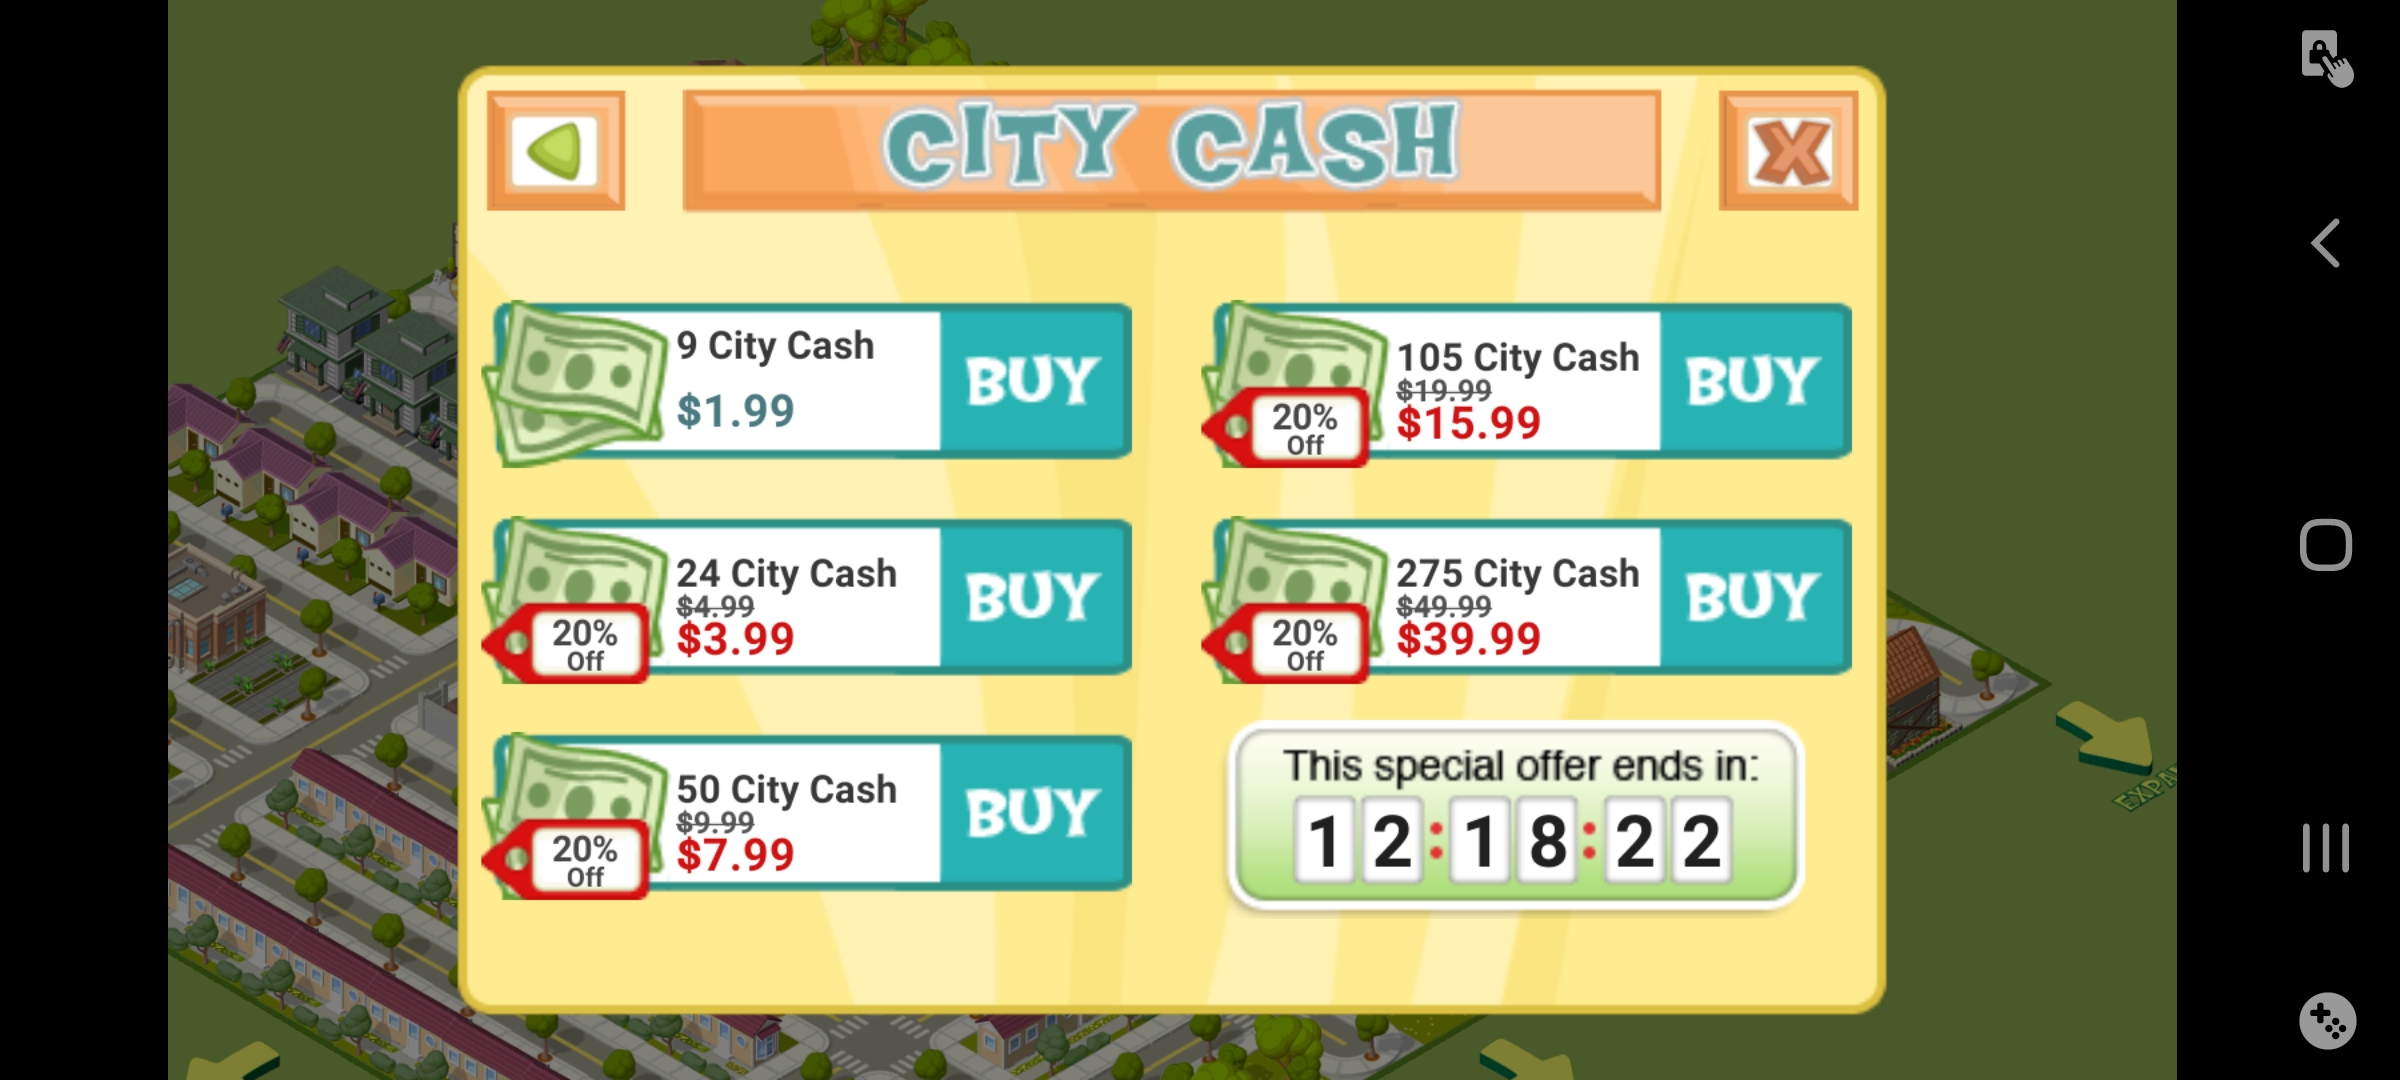 CITY CASH
9 City Cash
$1.99
BUY
105 City Cash
$19.99
$15.99
20%
Off
BUY
24 City Cash
$4.99
$3.99
20%
Off
BUY
275 City Cash
$49.99
$39.99
20%
Off
BUY
50 City Cash
$9.99
$7.99
20%
Off
BUY
This special offer ends in:
12:18:22